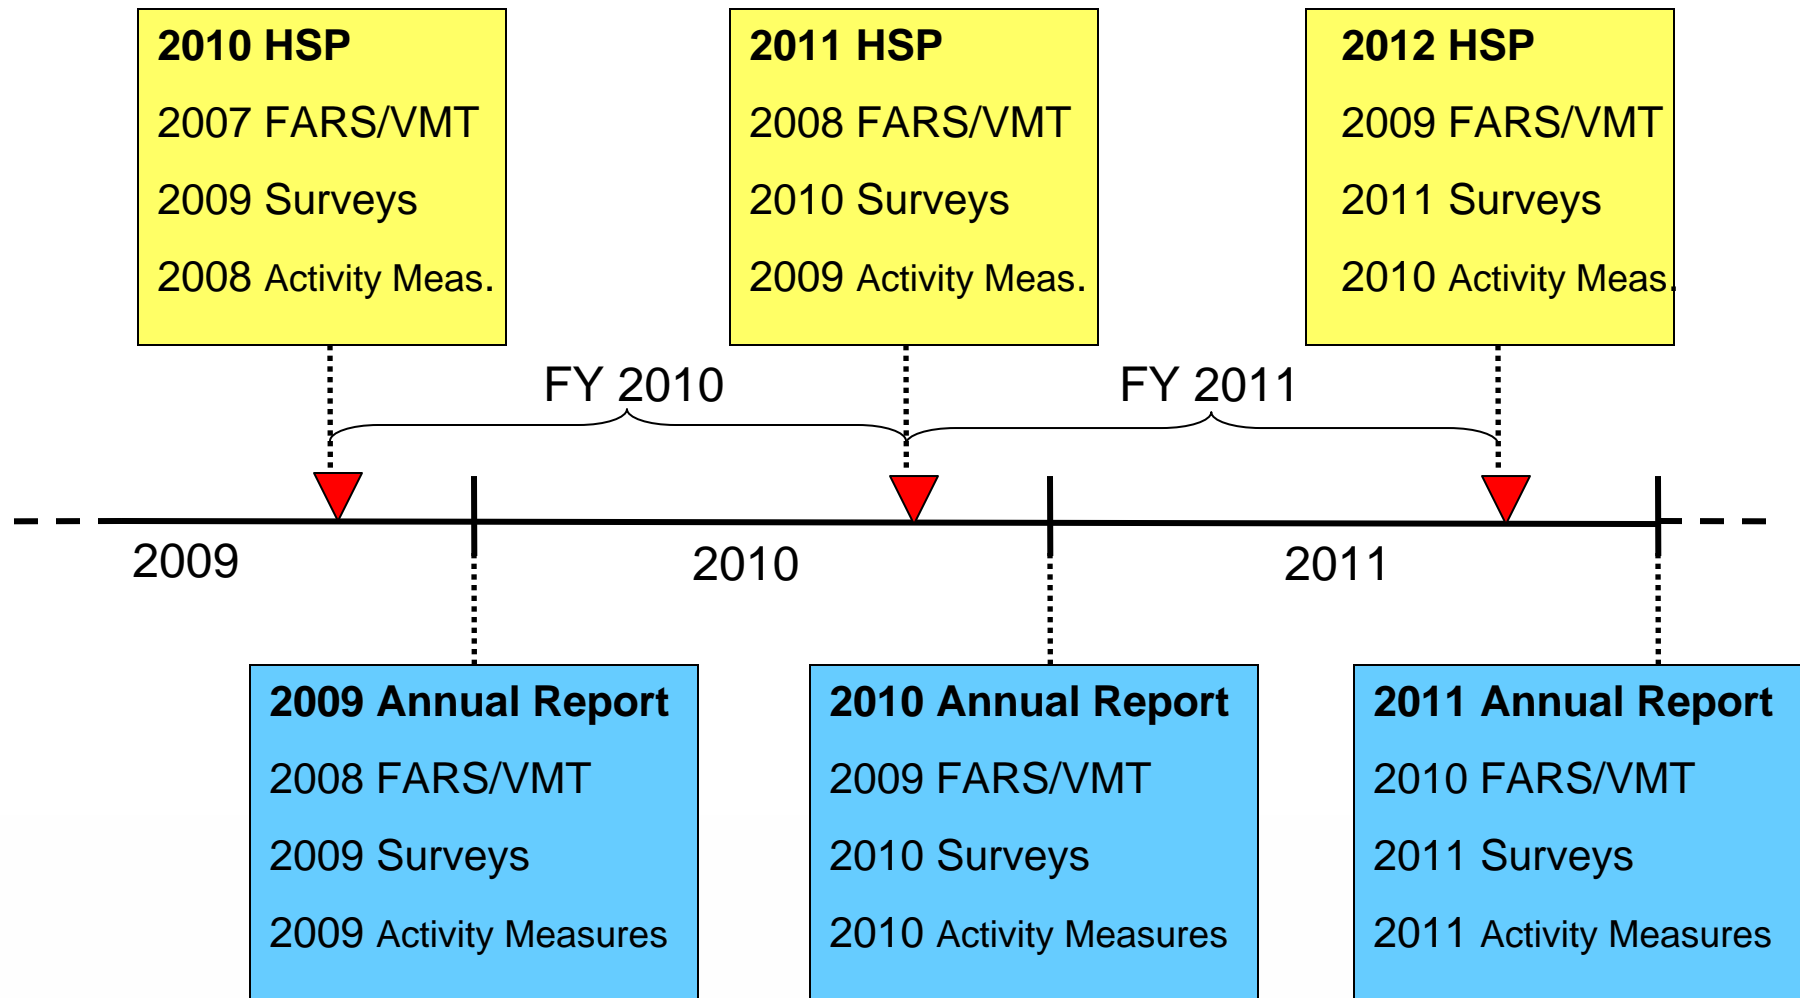 2010 HSP
2007 FARS/VMT
2009 Surveys
2008 Activity Meas.
2011 HSP
2008 FARS/VMT
2010 Surveys
2009 Activity Meas.
2012 HSP
2009 FARS/VMT
2011 Surveys
2010 Activity Meas.
FY 2010
FY 2011
2009
2010
2011
2009 Annual Report
2008 FARS/VMT
2009 Surveys
2009 Activity Measures
2010 Annual Report
2009 FARS/VMT
2010 Surveys
2010 Activity Measures
2011 Annual Report
2010 FARS/VMT
2011 Surveys
2011 Activity Measures